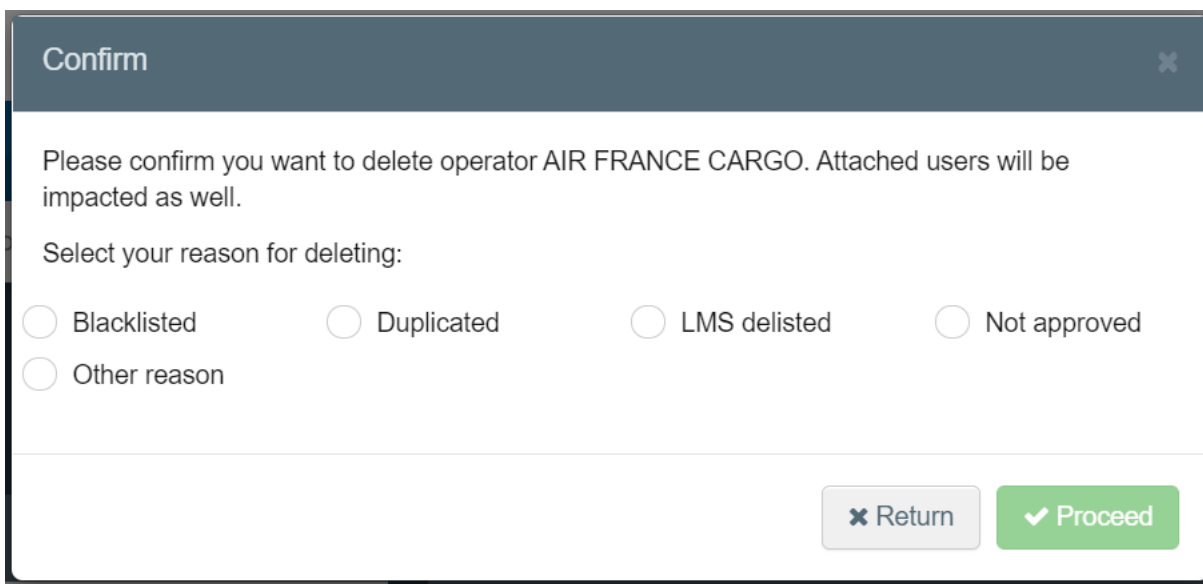 Confirm
Please confirm you want to delete operator AIR FRANCE CARGO. Attached users will be
impacted as well.
Select your reason for deleting:
Blacklisted Duplicated LMS delisted Not approved
Other reason
Return Proceed